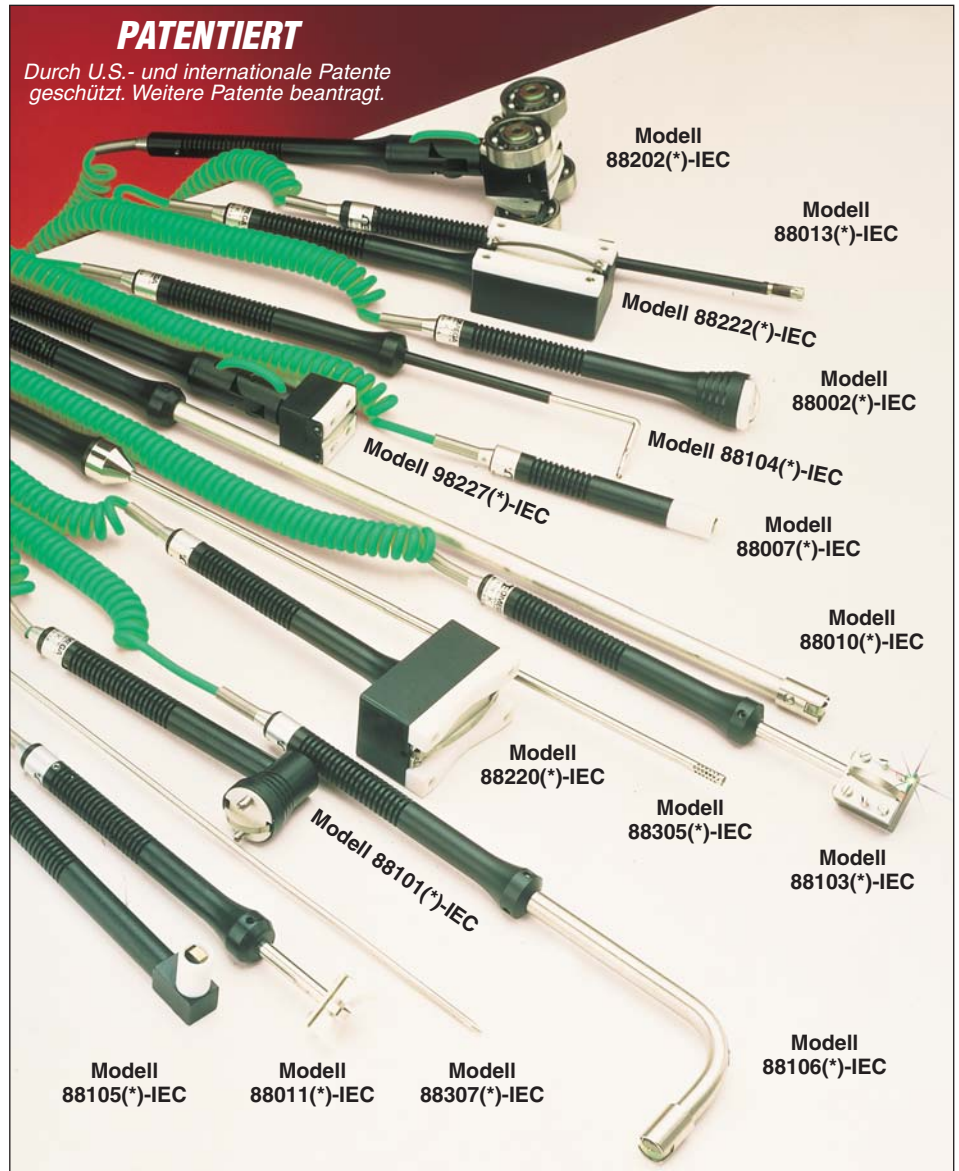 PATENTIERT
Durch U.S.- und internationale Patente
geschützt. Weitere Patente beantragt.
Modell
88202(*)-IEC
Modell
88013(*)-IEC
Modell 88222(*)-IEC
Modell
88002(*)-IEC
Modell 88104(*)-IEC
Modell 98227(*)-IEC
Modell
88007(*)-IEC
Modell
88010(*)-IEC
Modell
88220(*)-IEC
Modell
88305(*)-IEC
Modell
88103(*)-IEC
Modell 88101(*)-IEC
Modell
88106(*)-IEC
Modell
88105(*)-IEC
Modell
88011(*)-IEC
Modell
88307(*)-IEC